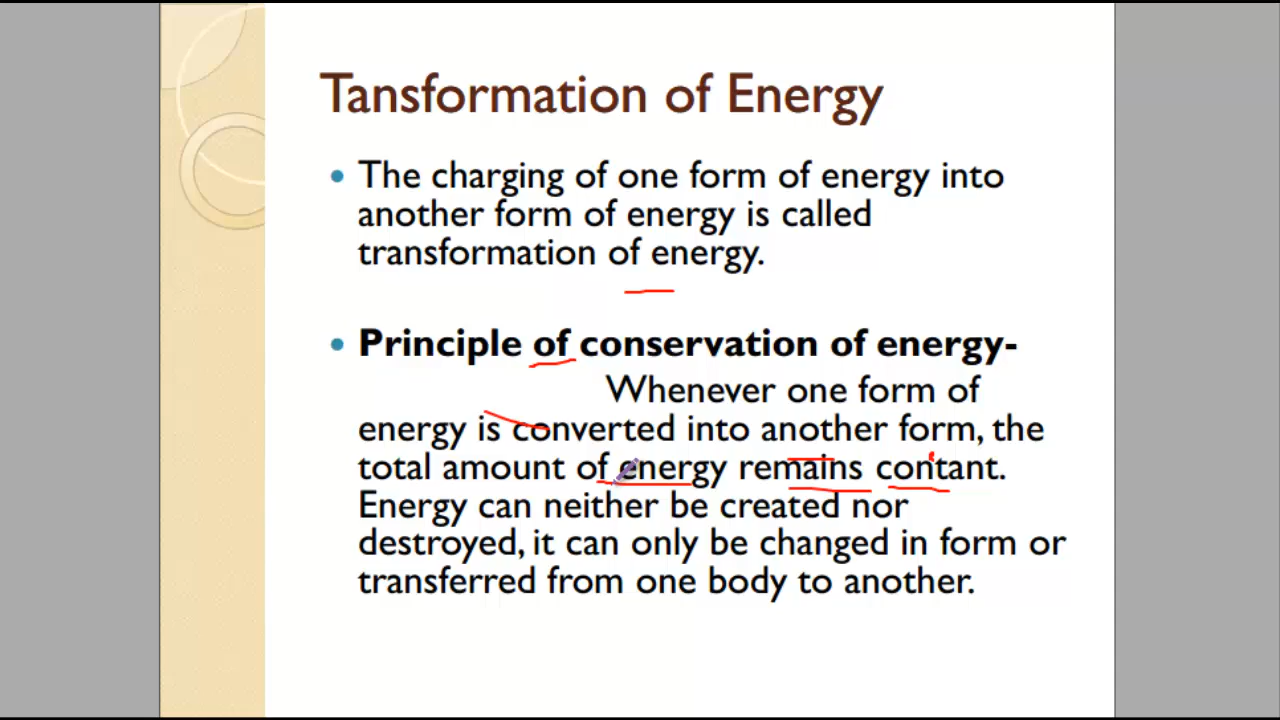 Tansformation of Energy
• The charging of one form of energy into
another form of energy is called
transformation of energy.
• Principle of conservation of energy-
Whenever one form of
energy is converted into another form, the
total amount of energy remains contant.
Energy can neither be created nor
destroyed, it can only be changed in form or
transferred from one body to another.